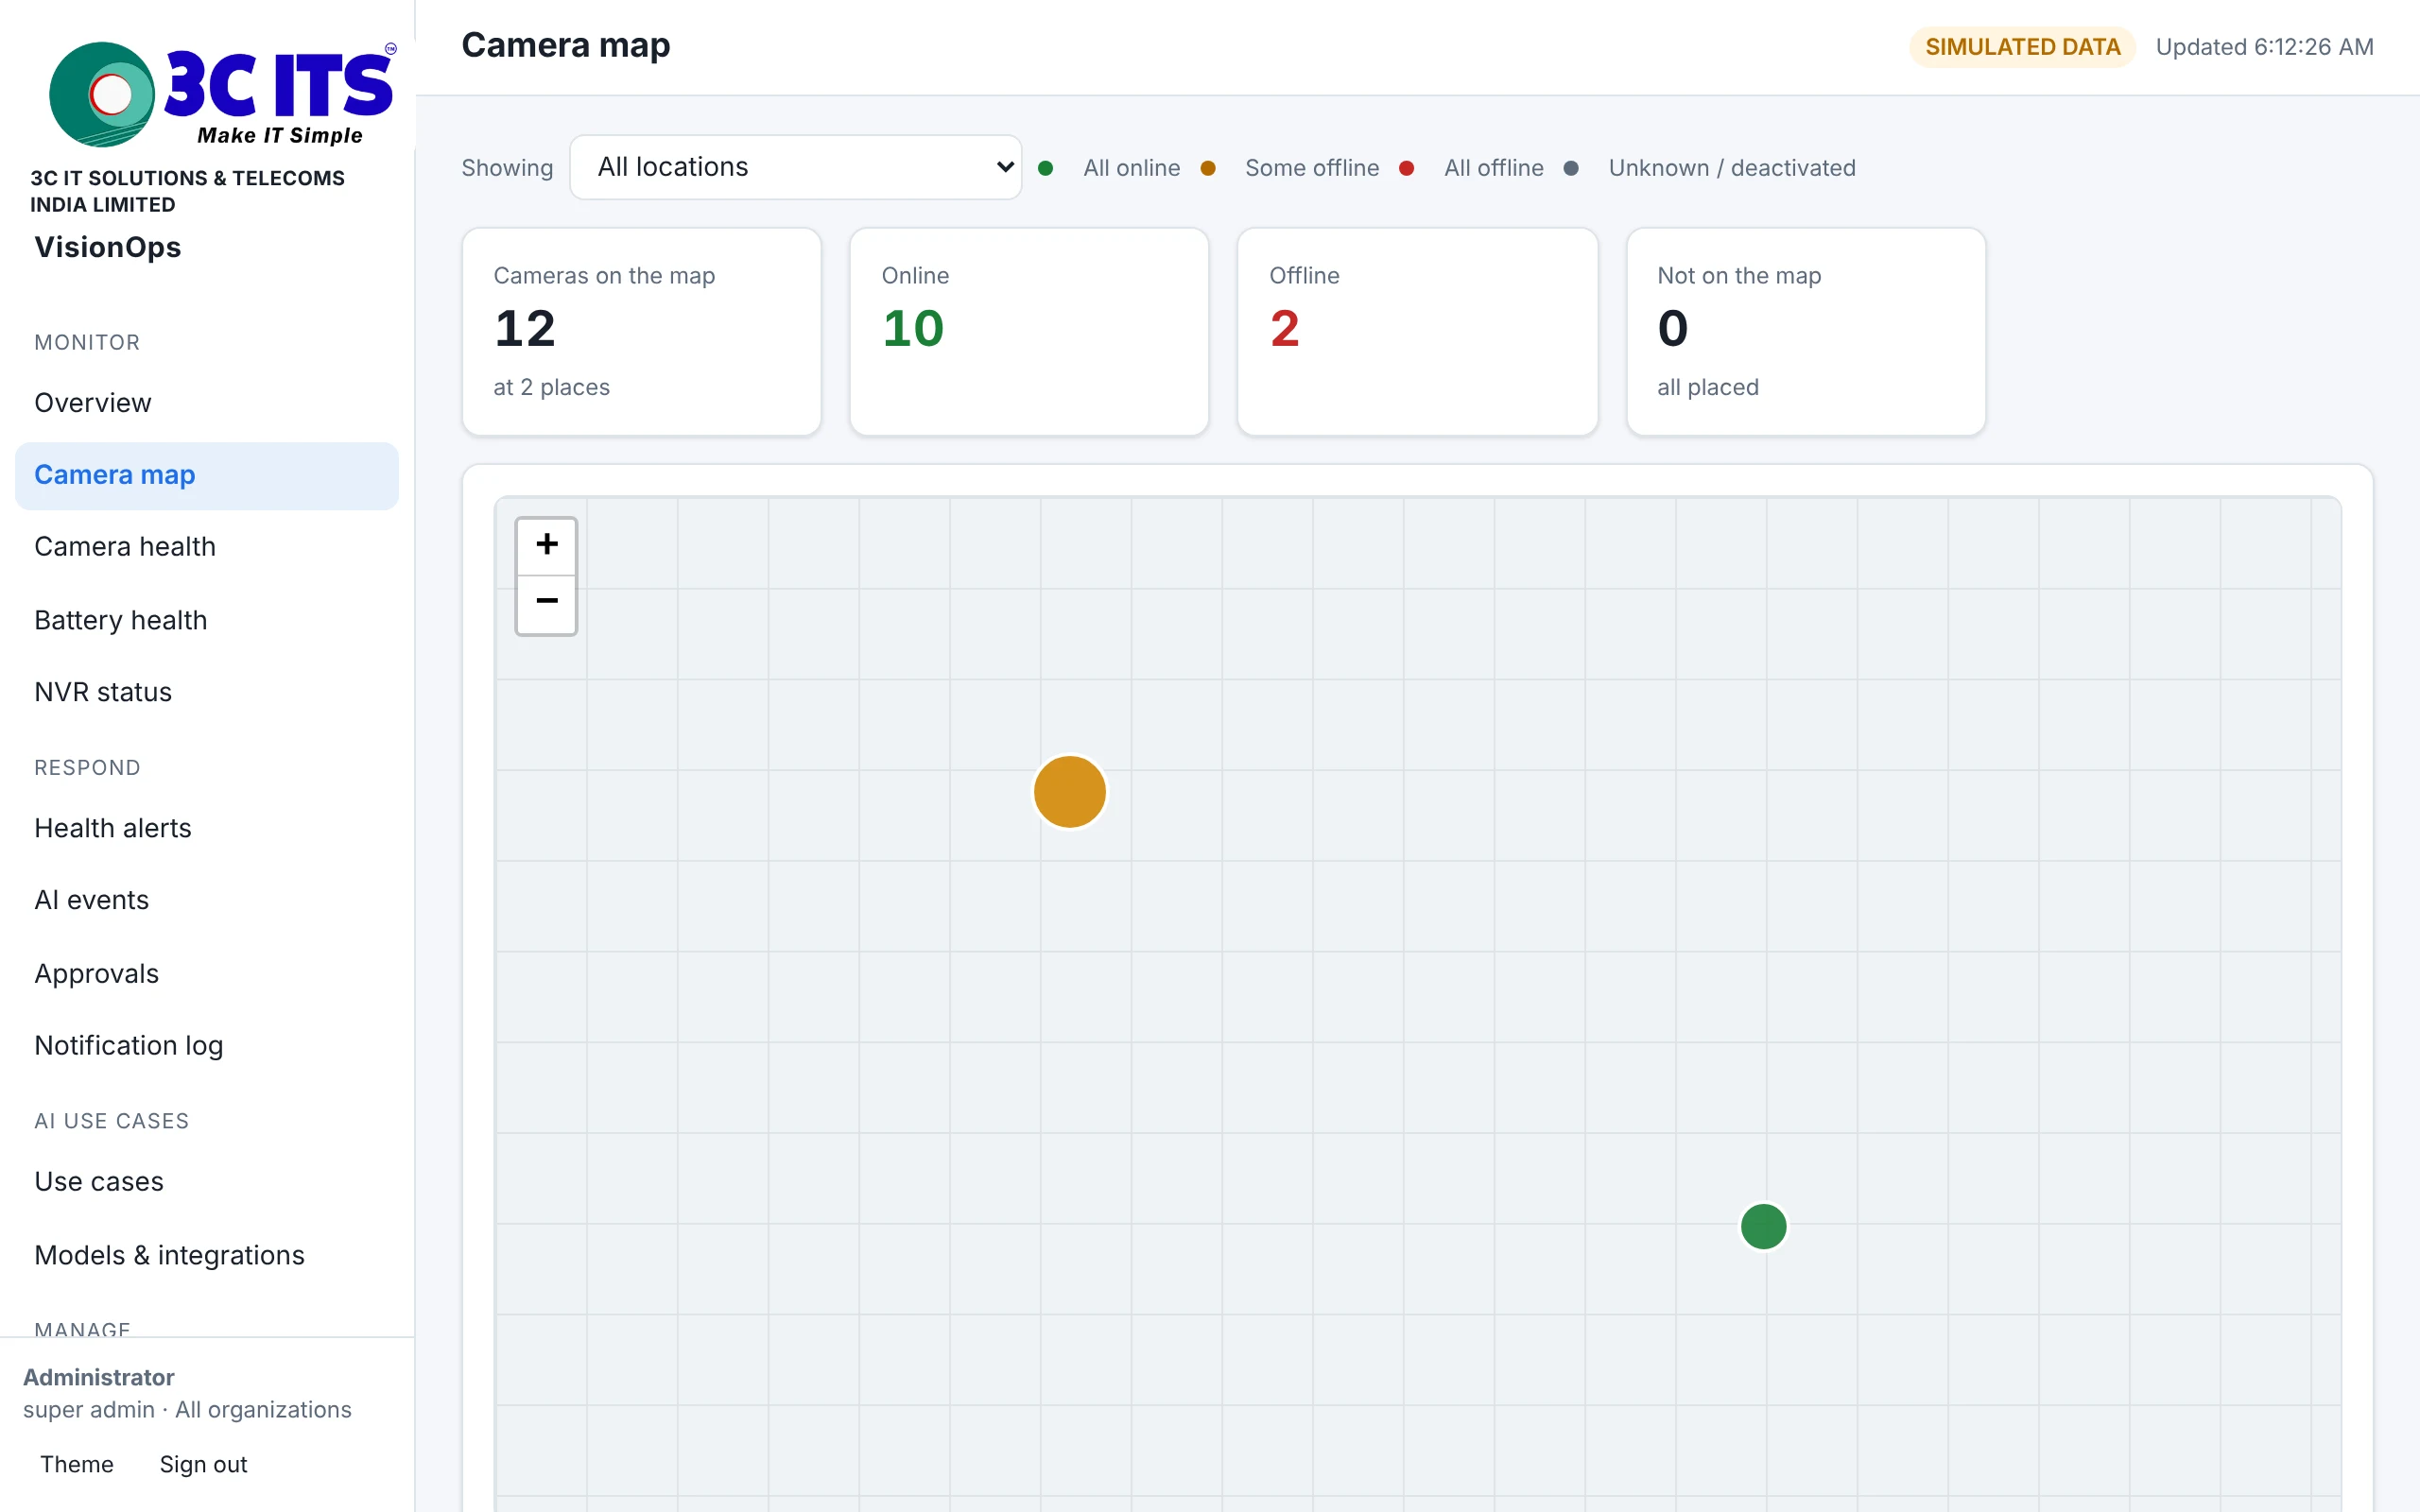 3C ITS
TM
Make IT Simple
3C IT SOLUTIONS & TELECOMS
INDIA LIMITED
VisionOps
MONITOR
Overview
Camera map
Camera health
Battery health
NVR status
RESPOND
Health alerts
AI events
Approvals
Notification log
AI USE CASES
Use cases
Models & integrations
MANAGE
Administrator
super admin · All organizations
Theme Sign out
Camera map
SIMULATED DATA Updated 6:12:26 AM
Showing All locations All online Some offline All offline Unknown / deactivated
Cameras on the map
12
at 2 places
Online
10
Offline
2
Not on the map
0
all placed
+
−